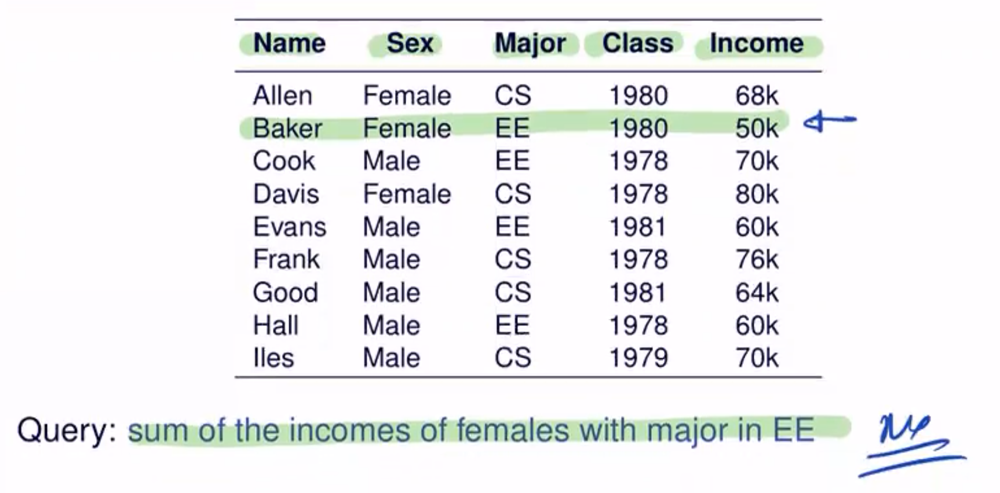 Name Sex Major Class Income
Allen Female CS 1980 68k
Baker Female EE 1980 50k
Cook Male EE 1978 70k
Davis Female CS 1978 80k
Evans Male EE 1981 60k
Frank Male CS 1978 76k
Good Male CS 1981 64k
Hall Male EE 1978 60k
Iles Male CS 1979 70k
Query: sum of the incomes of females with major in EE